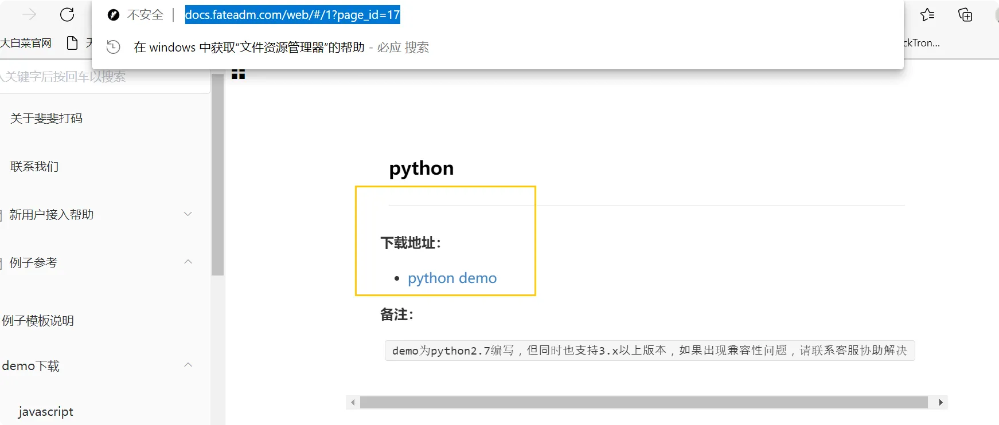 不安全 docs.fateadm.com/web/#/1?page_id=17
在 windows 中获取“文件资源管理器”的帮助 - 必应 搜索
大白菜官网
ckTron...
关键字后按回车以搜索
关于斐斐打码
联系我们
新用户接入帮助
例子参考
例子模板说明
demo下载
javascript
python
下载地址：
• python demo
备注：
demo为python2.7编写，但同时也支持3.x以上版本，如果出现兼容性问题，请联系客服协助解决